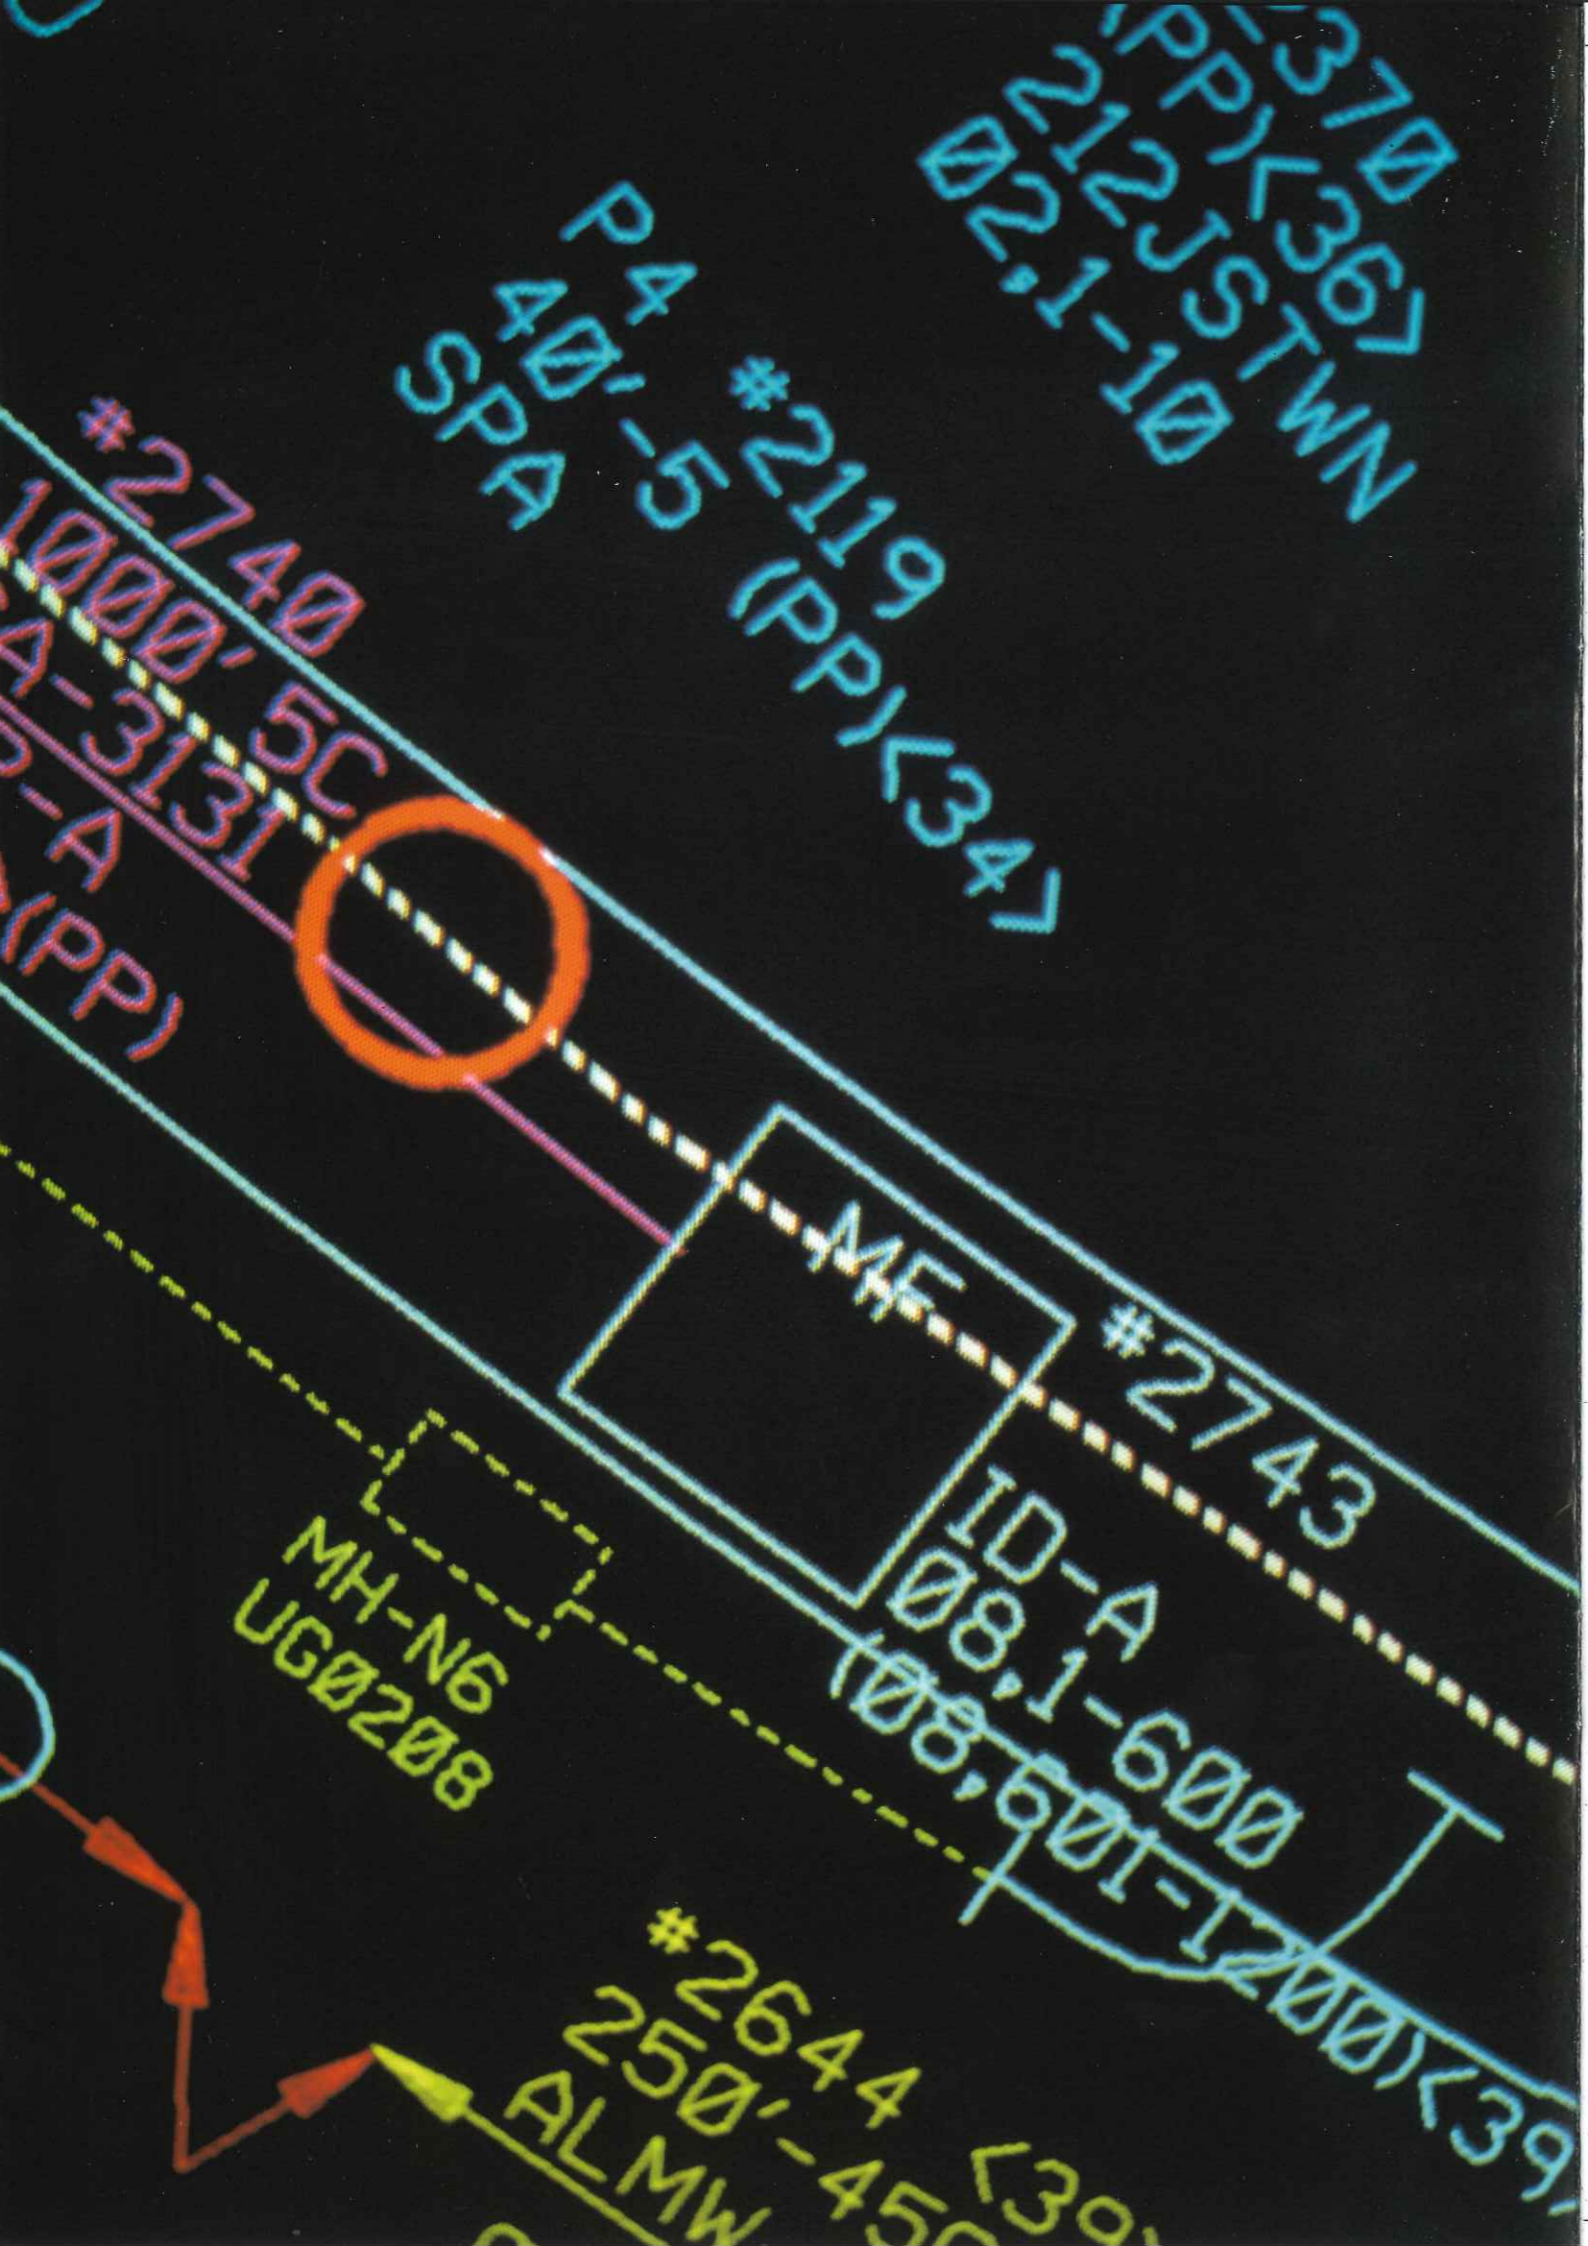 -370
(PP)<36>
212JSTWN
02,1-10
P4
40'-5
SPA
#2119
(PP)<34>
#2740
1000' 5C
A-3131
-A
(PP)
MF
#2743
ID-A
08,1-600
(08,601-1200)<39>
MH-N6
UG0208
#2644 <39>
250'-450
ALMW